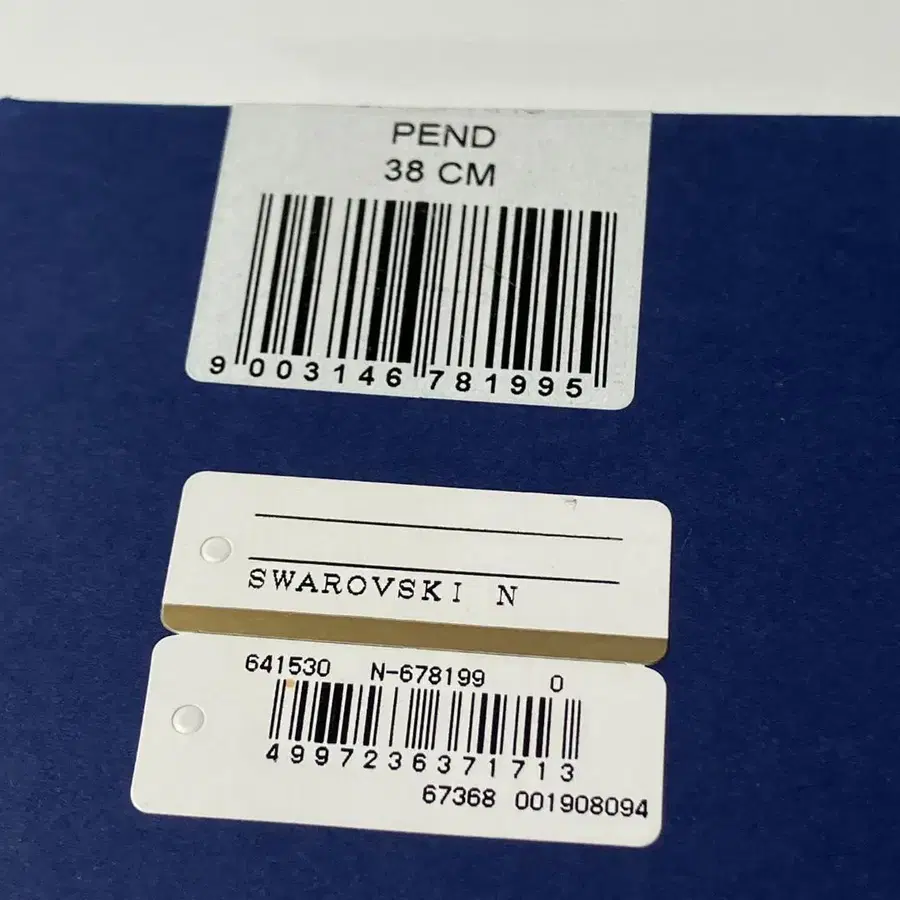 PEND
38 CM
9 003146 781995
SWAROVSKI N
641530 N-678199 0
4997236371713
67368 001908094